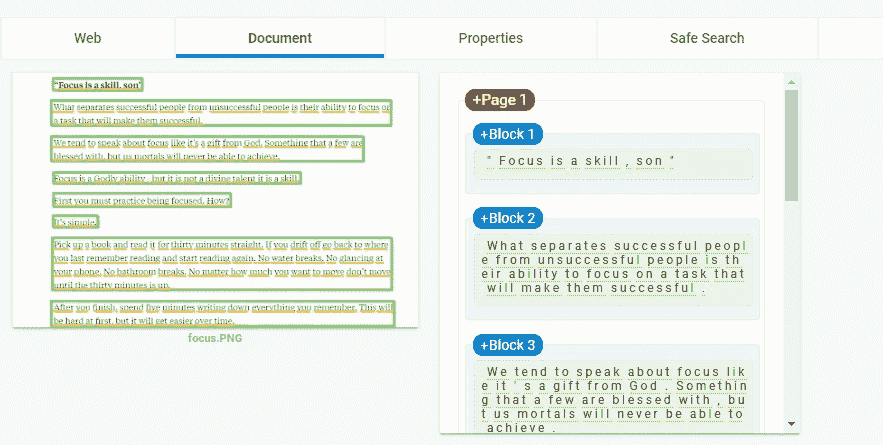 Web
Document
Properties
Safe Search
"Focus is a skill, son"
What separates successful people from unsuccessful people is their ability to focus on
a task that will make them successful.
We tend to speak about focus like it's a gift from God. Something that a few are
blessed with, but us mortals will never be able to achieve.
Focus is a Godly ability , but it is not a divine talent it is a skill.
First you must practice being focused. How?
It's simple.
Pick up a book and read it for thirty minutes straight. If you drift off go back to where
you last remember reading and start reading again. No water breaks. No glancing at
your phone. No bathroom breaks. No matter how much you want to move don't move
until the thirty minutes is up.
After you finish, spend five minutes writing down everything you remember. This will
be hard at first, but it will get easier over time.
focus.PNG
+Page 1
+Block 1
" Focus is a skill , son "
+Block 2
What separates successful peopl
e from unsuccessful people is th
eir ability to focus on a task that
will make them successful .
+Block 3
We tend to speak about focus lik
e it ' s a gift from God . Somethin
g that a few are blessed with , bu
t us mortals will never be able to
achieve .